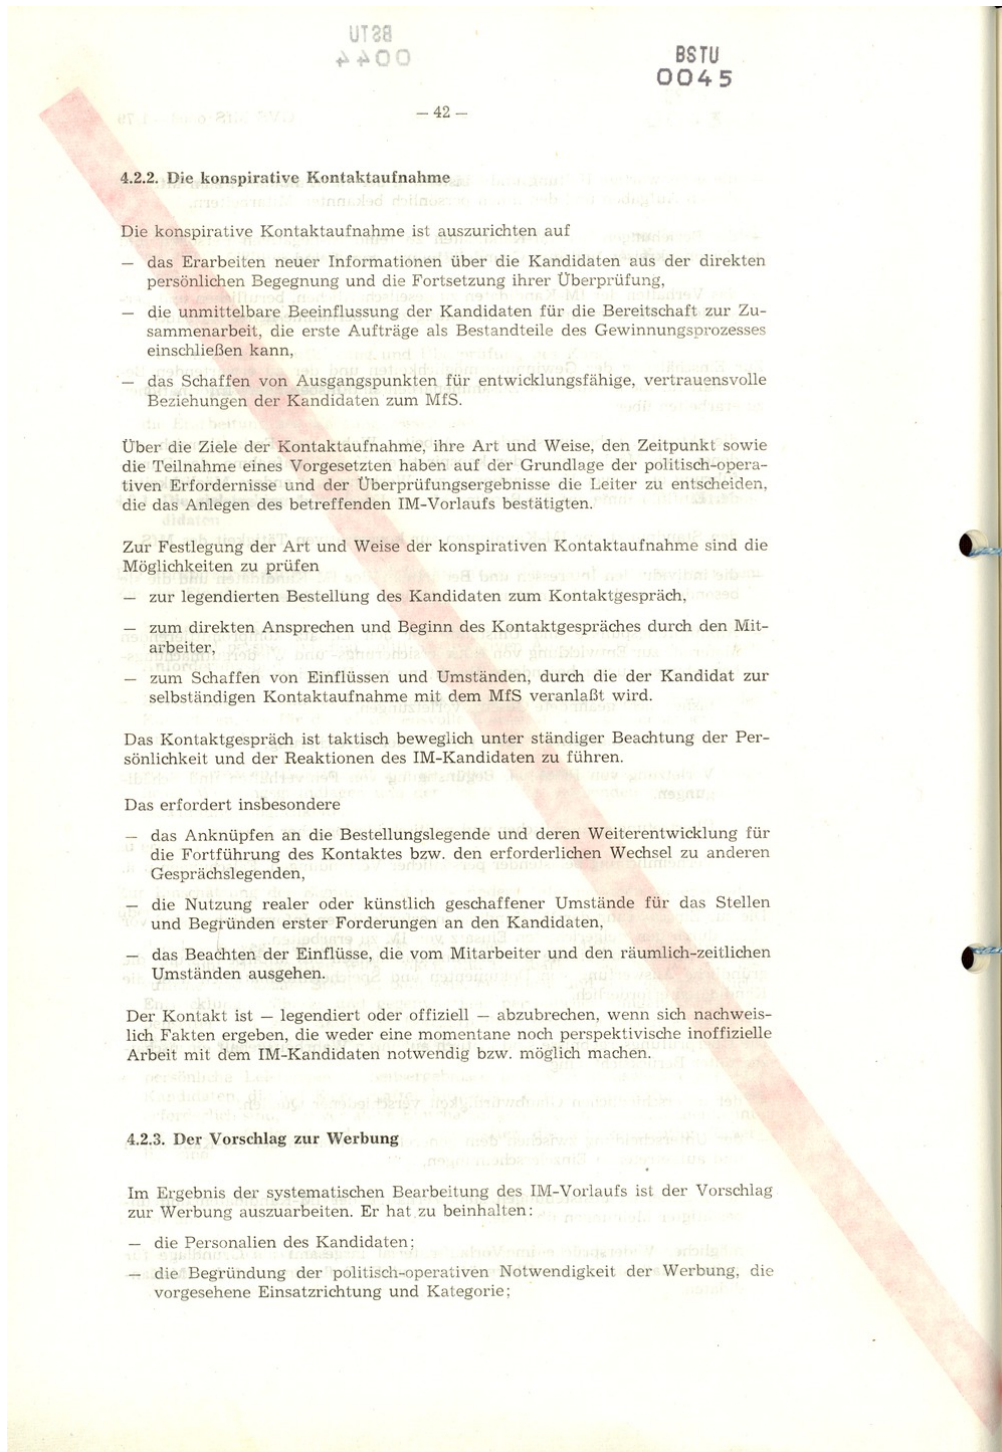 BSTU
0044
BSTU
0045
— 42 —
4.2.2. Die konspirative Kontaktaufnahme
Die konspirative Kontaktaufnahme ist auszurichten auf
— das Erarbeiten neuer Informationen über die Kandidaten aus der direkten
persönlichen Begegnung und die Fortsetzung ihrer Überprüfung,
— die unmittelbare Beeinflussung der Kandidaten für die Bereitschaft zur Zu-
sammenarbeit, die erste Aufträge als Bestandteile des Gewinnungsprozesses
einschließen kann,
— das Schaffen von Ausgangspunkten für entwicklungsfähige, vertrauensvolle
Beziehungen der Kandidaten zum MfS.
Über die Ziele der Kontaktaufnahme, ihre Art und Weise, den Zeitpunkt sowie
die Teilnahme eines Vorgesetzten haben auf der Grundlage der politisch-opera-
tiven Erfordernisse und der Überprüfungsergebnisse die Leiter zu entscheiden,
die das Anlegen des betreffenden IM-Vorlaufs bestätigten.
Zur Festlegung der Art und Weise der konspirativen Kontaktaufnahme sind die
Möglichkeiten zu prüfen
— zur legendierten Bestellung des Kandidaten zum Kontaktgespräch,
— zum direkten Ansprechen und Beginn des Kontaktgespräches durch den Mit-
arbeiter,
— zum Schaffen von Einflüssen und Umständen, durch die der Kandidat zur
selbständigen Kontaktaufnahme mit dem MfS veranlaßt wird.
Das Kontaktgespräch ist taktisch beweglich unter ständiger Beachtung der Per-
sönlichkeit und der Reaktionen des IM-Kandidaten zu führen.
Das erfordert insbesondere
— das Anknüpfen an die Bestellungslegende und deren Weiterentwicklung für
die Fortführung des Kontaktes bzw. den erforderlichen Wechsel zu anderen
Gesprächslegenden,
— die Nutzung realer oder künstlich geschaffener Umstände für das Stellen
und Begründen erster Forderungen an den Kandidaten,
— das Beachten der Einflüsse, die vom Mitarbeiter und den räumlich-zeitlichen
Umständen ausgehen.
Der Kontakt ist — legendiert oder offiziell — abzubrechen, wenn sich nachweis-
lich Fakten ergeben, die weder eine momentane noch perspektivische inoffizielle
Arbeit mit dem IM-Kandidaten notwendig bzw. möglich machen.
4.2.3. Der Vorschlag zur Werbung
Im Ergebnis der systematischen Bearbeitung des IM-Vorlaufs ist der Vorschlag
zur Werbung auszuarbeiten. Er hat zu beinhalten:
— die Personalien des Kandidaten;
— die Begründung der politisch-operativen Notwendigkeit der Werbung, die
vorgesehene Einsatzrichtung und Kategorie;